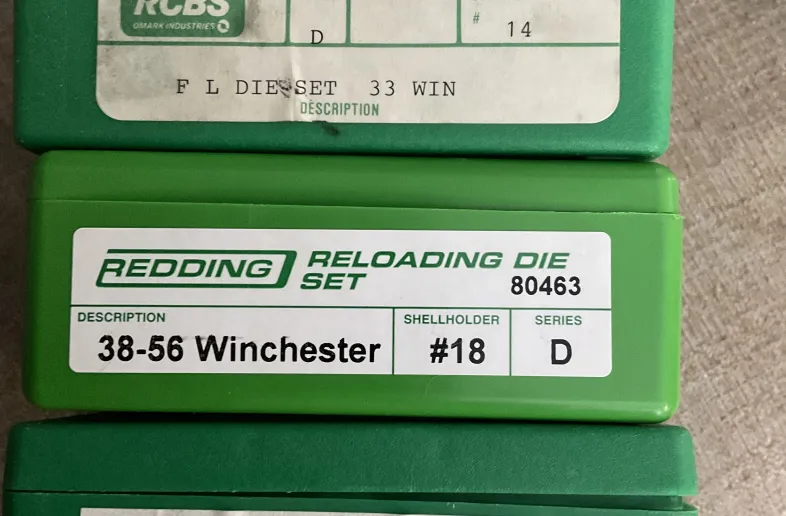 RCBS
OMARK INDUSTRIES
D
# 14
F L DIE SET 33 WIN
DESCRIPTION
REDDING RELOADING DIE
SET 80463
DESCRIPTION SHELLHOLDER SERIES
38-56 Winchester #18 D